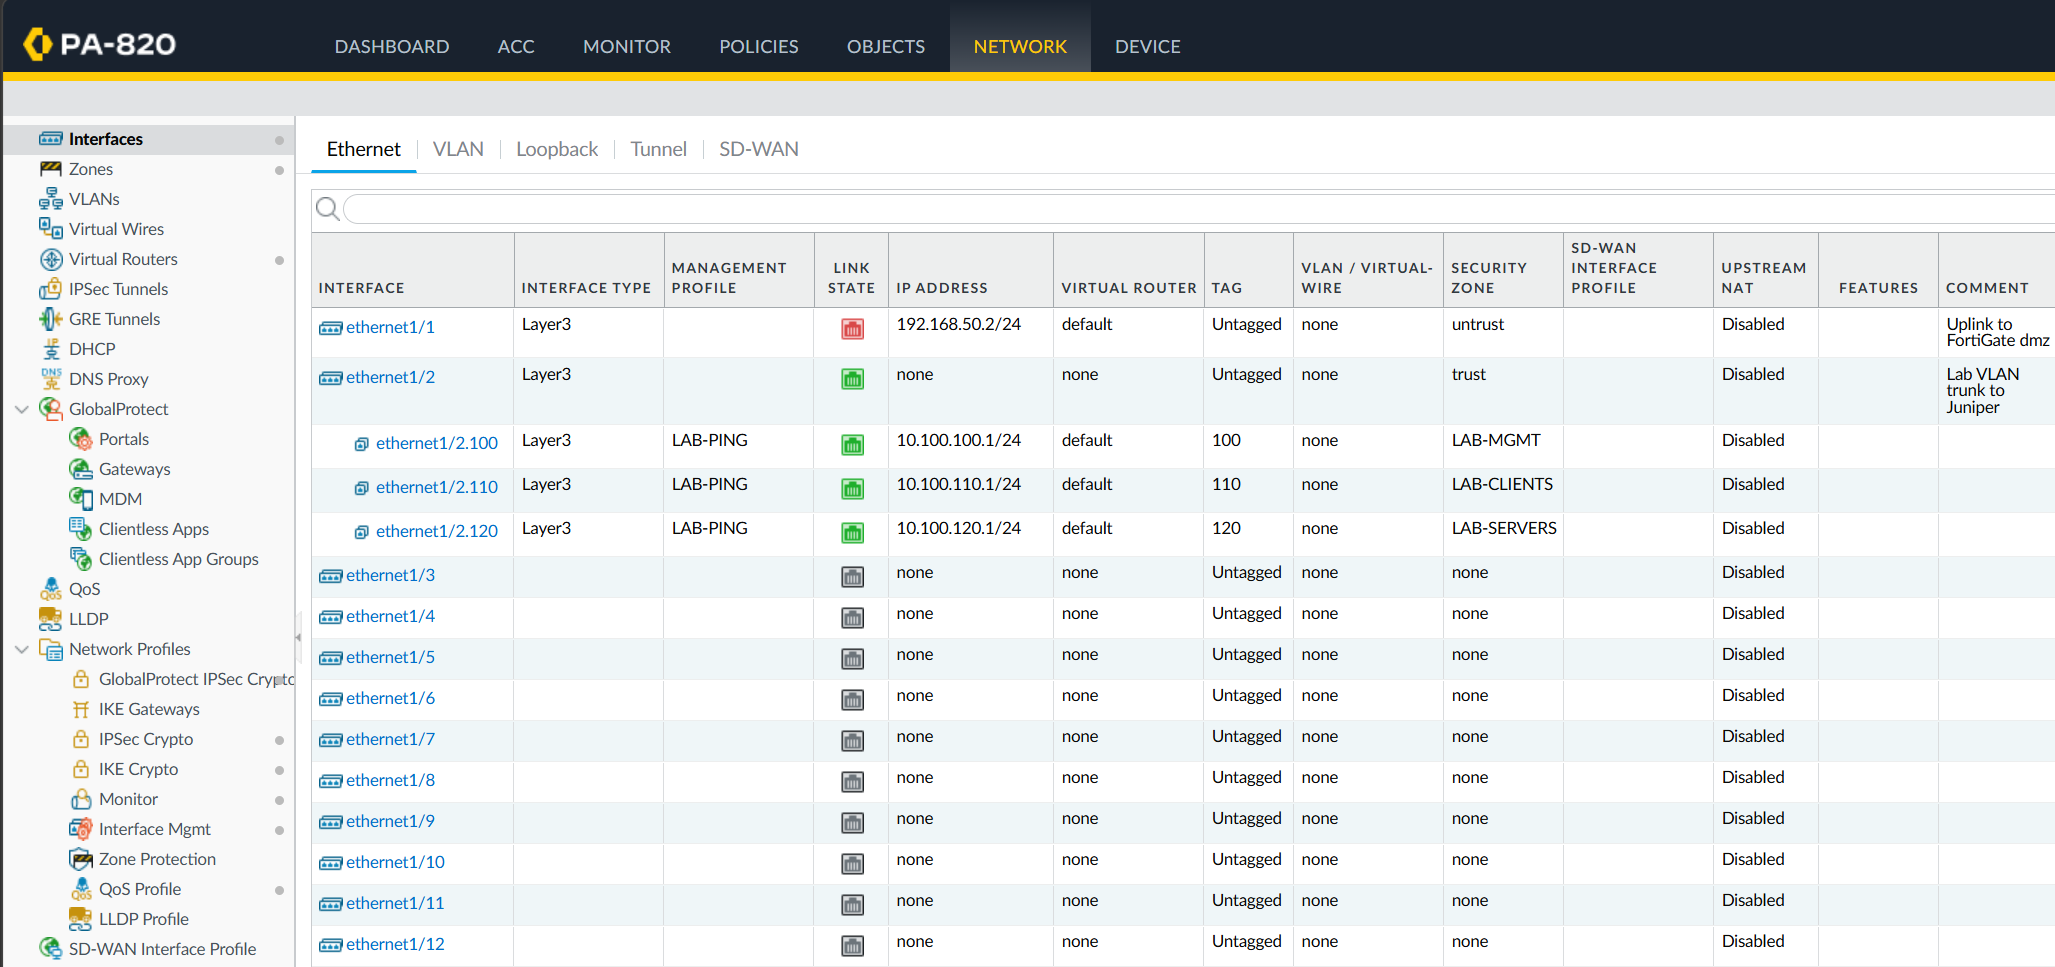 PA-820
DASHBOARD ACC MONITOR POLICIES OBJECTS NETWORK DEVICE
Interfaces
Zones
VLANs
Virtual Wires
Virtual Routers
IPSec Tunnels
GRE Tunnels
DHCP
DNS Proxy
GlobalProtect
Portals
Gateways
MDM
Clientless Apps
Clientless App Groups
QoS
LLDP
Network Profiles
GlobalProtect IPSec Crypto
IKE Gateways
IPSec Crypto
IKE Crypto
Monitor
Interface Mgmt
Zone Protection
QoS Profile
LLDP Profile
SD-WAN Interface Profile
Ethernet VLAN Loopback Tunnel SD-WAN
INTERFACE INTERFACE TYPE MANAGEMENT PROFILE LINK STATE IP ADDRESS VIRTUAL ROUTER TAG VLAN / VIRTUAL-WIRE SECURITY ZONE SD-WAN INTERFACE PROFILE UPSTREAM NAT FEATURES COMMENT
ethernet1/1 Layer3 192.168.50.2/24 default Untagged none untrust Disabled Uplink to FortiGate dmz
ethernet1/2 Layer3 none none Untagged none trust Disabled Lab VLAN trunk to Juniper
ethernet1/2.100 Layer3 LAB-PING 10.100.100.1/24 default 100 none LAB-MGMT Disabled
ethernet1/2.110 Layer3 LAB-PING 10.100.110.1/24 default 110 none LAB-CLIENTS Disabled
ethernet1/2.120 Layer3 LAB-PING 10.100.120.1/24 default 120 none LAB-SERVERS Disabled
ethernet1/3 none none Untagged none none Disabled
ethernet1/4 none none Untagged none none Disabled
ethernet1/5 none none Untagged none none Disabled
ethernet1/6 none none Untagged none none Disabled
ethernet1/7 none none Untagged none none Disabled
ethernet1/8 none none Untagged none none Disabled
ethernet1/9 none none Untagged none none Disabled
ethernet1/10 none none Untagged none none Disabled
ethernet1/11 none none Untagged none none Disabled
ethernet1/12 none none Untagged none none Disabled